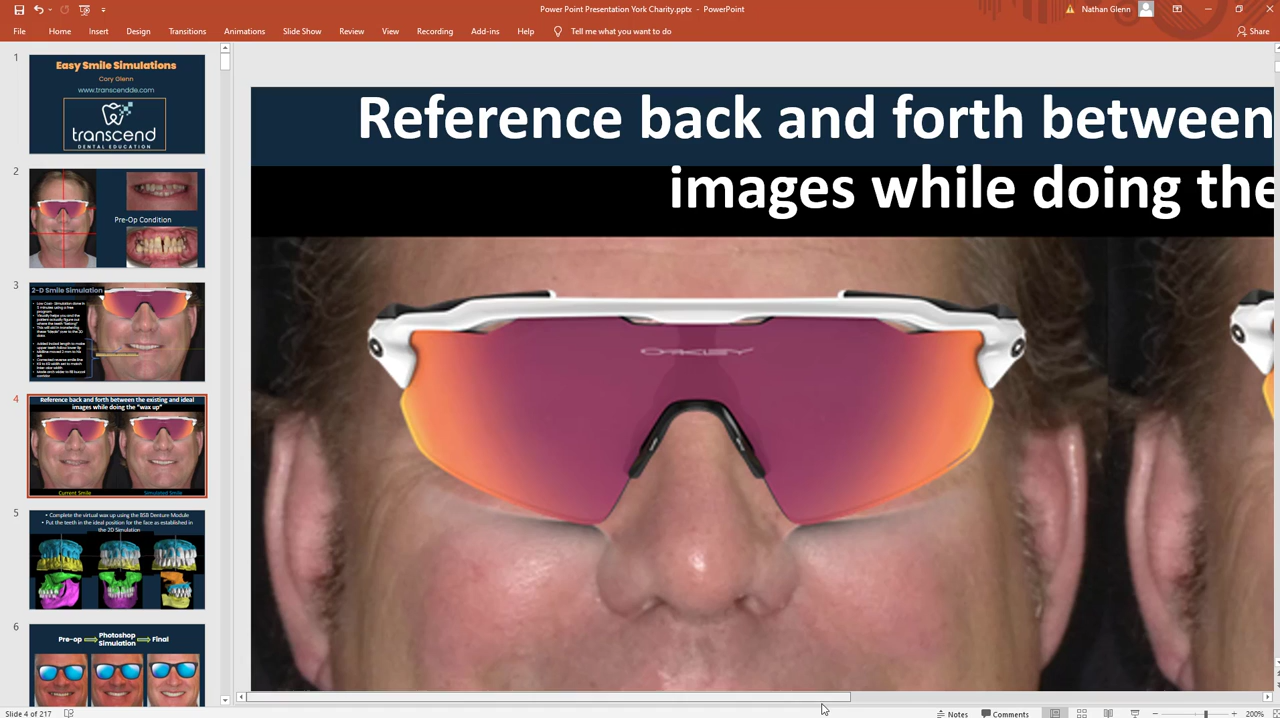 Power Point Presentation York Charity.pptx - PowerPoint
Nathan Glenn
File Home Insert Design Transitions Animations Slide Show Review View Recording Add-ins Help Tell me what you want to do Share
1
Easy Smile Simulations
Cory Glenn
www.transcendde.com
transcend
DENTAL EDUCATION
2
Pre-Op Condition
3
2-D Smile Simulation
4
Reference back and forth between the existing and ideal
images while doing the "wax up"
Current Smile
Simulated Smile
5
• Complete the virtual wax up using the BSB Denture Module
• Put the teeth in the ideal position for the face as established in
the 2D Simulation
6
Pre-op
Photoshop
Simulation
Final
Reference back and forth between
images while doing the
Slide 4 of 217
Notes
Comments
200%